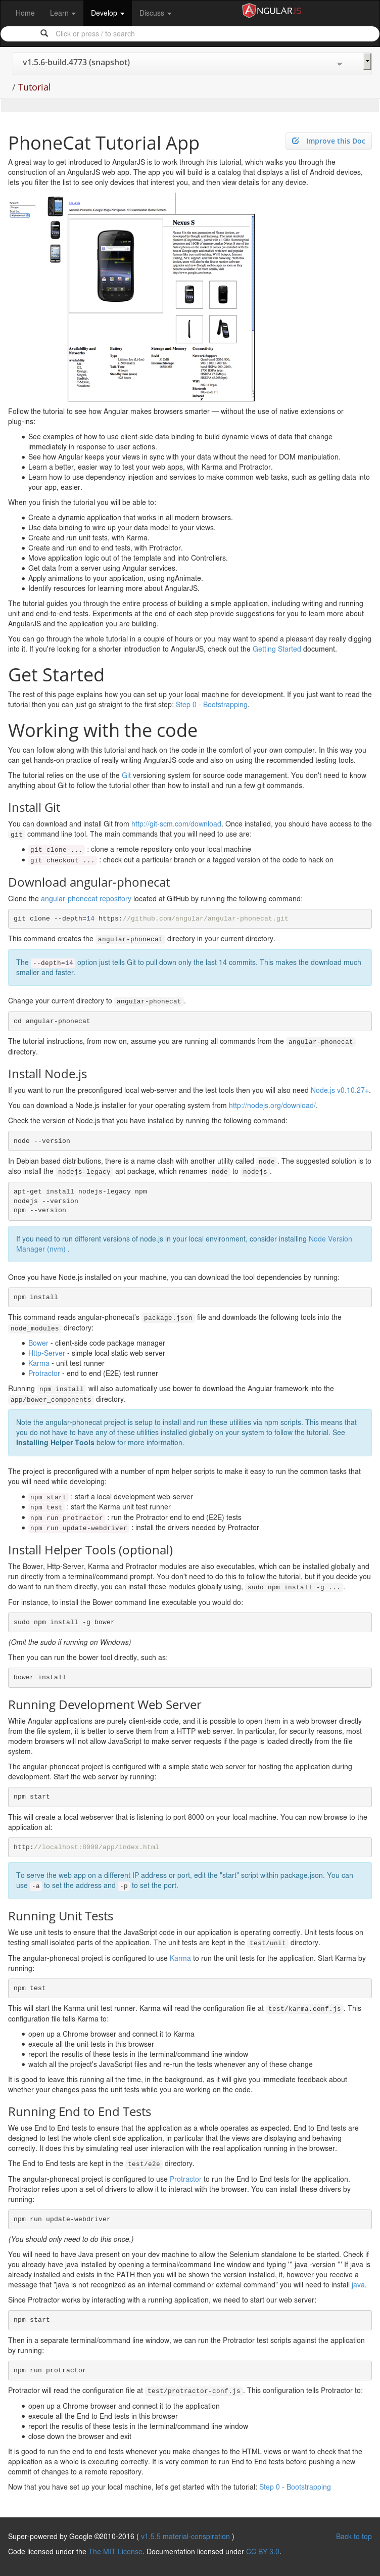 Home Learn Develop Discuss ANGULARJS
Click or press / to search
v1.5.6-build.4773 (snapshot)
/ Tutorial
Improve this Doc
PhoneCat Tutorial App
A great way to get introduced to AngularJS is to work through this tutorial, which walks you through the
construction of an AngularJS web app. The app you will build is a catalog that displays a list of Android devices,
lets you filter the list to see only devices that interest you, and then view details for any device.
Nexus S
Follow the tutorial to see how Angular makes browsers smarter — without the use of native extensions or
plug-ins:
See examples of how to use client-side data binding to build dynamic views of data that change
immediately in response to user actions.
See how Angular keeps your views in sync with your data without the need for DOM manipulation.
Learn a better, easier way to test your web apps, with Karma and Protractor.
Learn how to use dependency injection and services to make common web tasks, such as getting data into
your app, easier.
When you finish the tutorial you will be able to:
Create a dynamic application that works in all modern browsers.
Use data binding to wire up your data model to your views.
Create and run unit tests, with Karma.
Create and run end to end tests, with Protractor.
Move application logic out of the template and into Controllers.
Get data from a server using Angular services.
Apply animations to your application, using ngAnimate.
Identify resources for learning more about AngularJS.
The tutorial guides you through the entire process of building a simple application, including writing and running
unit and end-to-end tests. Experiments at the end of each step provide suggestions for you to learn more about
AngularJS and the application you are building.
You can go through the whole tutorial in a couple of hours or you may want to spend a pleasant day really digging
into it. If you're looking for a shorter introduction to AngularJS, check out the Getting Started document.
Get Started
The rest of this page explains how you can set up your local machine for development. If you just want to read the
tutorial then you can just go straight to the first step: Step 0 - Bootstrapping.
Working with the code
You can follow along with this tutorial and hack on the code in the comfort of your own computer. In this way you
can get hands-on practice of really writing AngularJS code and also on using the recommended testing tools.
The tutorial relies on the use of the Git versioning system for source code management. You don't need to know
anything about Git to follow the tutorial other than how to install and run a few git commands.
Install Git
You can download and install Git from http://git-scm.com/download. Once installed, you should have access to the
git command line tool. The main commands that you will need to use are:
git clone ... : clone a remote repository onto your local machine
git checkout ... : check out a particular branch or a tagged version of the code to hack on
Download angular-phonecat
Clone the angular-phonecat repository located at GitHub by running the following command:
git clone --depth=14 https://github.com/angular/angular-phonecat.git
This command creates the angular-phonecat directory in your current directory.
The --depth=14 option just tells Git to pull down only the last 14 commits. This makes the download much
smaller and faster.
Change your current directory to angular-phonecat.
cd angular-phonecat
The tutorial instructions, from now on, assume you are running all commands from the angular-phonecat
directory.
Install Node.js
If you want to run the preconfigured local web-server and the test tools then you will also need Node.js v0.10.27+.
You can download a Node.js installer for your operating system from http://nodejs.org/download/.
Check the version of Node.js that you have installed by running the following command:
node --version
In Debian based distributions, there is a name clash with another utility called node. The suggested solution is to
also install the nodejs-legacy apt package, which renames node to nodejs.
apt-get install nodejs-legacy npm
nodejs --version
npm --version
If you need to run different versions of node.js in your local environment, consider installing Node Version
Manager (nvm) .
Once you have Node.js installed on your machine, you can download the tool dependencies by running:
npm install
This command reads angular-phonecat's package.json file and downloads the following tools into the
node_modules directory:
Bower - client-side code package manager
Http-Server - simple local static web server
Karma - unit test runner
Protractor - end to end (E2E) test runner
Running npm install will also automatically use bower to download the Angular framework into the
app/bower_components directory.
Note the angular-phonecat project is setup to install and run these utilities via npm scripts. This means that
you do not have to have any of these utilities installed globally on your system to follow the tutorial. See
Installing Helper Tools below for more information.
The project is preconfigured with a number of npm helper scripts to make it easy to run the common tasks that
you will need while developing:
npm start : start a local development web-server
npm test : start the Karma unit test runner
npm run protractor : run the Protractor end to end (E2E) tests
npm run update-webdriver : install the drivers needed by Protractor
Install Helper Tools (optional)
The Bower, Http-Server, Karma and Protractor modules are also executables, which can be installed globally and
run directly from a terminal/command prompt. You don't need to do this to follow the tutorial, but if you decide you
do want to run them directly, you can install these modules globally using, sudo npm install -g ....
For instance, to install the Bower command line executable you would do:
sudo npm install -g bower
(Omit the sudo if running on Windows)
Then you can run the bower tool directly, such as:
bower install
Running Development Web Server
While Angular applications are purely client-side code, and it is possible to open them in a web browser directly
from the file system, it is better to serve them from a HTTP web server. In particular, for security reasons, most
modern browsers will not allow JavaScript to make server requests if the page is loaded directly from the file
system.
The angular-phonecat project is configured with a simple static web server for hosting the application during
development. Start the web server by running:
npm start
This will create a local webserver that is listening to port 8000 on your local machine. You can now browse to the
application at:
http://localhost:8000/app/index.html
To serve the web app on a different IP address or port, edit the "start" script within package.json. You can
use -a to set the address and -p to set the port.
Running Unit Tests
We use unit tests to ensure that the JavaScript code in our application is operating correctly. Unit tests focus on
testing small isolated parts of the application. The unit tests are kept in the test/unit directory.
The angular-phonecat project is configured to use Karma to run the unit tests for the application. Start Karma by
running:
npm test
This will start the Karma unit test runner. Karma will read the configuration file at test/karma.conf.js. This
configuration file tells Karma to:
open up a Chrome browser and connect it to Karma
execute all the unit tests in this browser
report the results of these tests in the terminal/command line window
watch all the project's JavaScript files and re-run the tests whenever any of these change
It is good to leave this running all the time, in the background, as it will give you immediate feedback about
whether your changes pass the unit tests while you are working on the code.
Running End to End Tests
We use End to End tests to ensure that the application as a whole operates as expected. End to End tests are
designed to test the whole client side application, in particular that the views are displaying and behaving
correctly. It does this by simulating real user interaction with the real application running in the browser.
The End to End tests are kept in the test/e2e directory.
The angular-phonecat project is configured to use Protractor to run the End to End tests for the application.
Protractor relies upon a set of drivers to allow it to interact with the browser. You can install these drivers by
running:
npm run update-webdriver
(You should only need to do this once.)
You will need to have Java present on your dev machine to allow the Selenium standalone to be started. Check if
you already have java installed by opening a terminal/command line window and typing ''' java -version ''' If java is
already installed and exists in the PATH then you will be shown the version installed, if, however you receive a
message that "java is not recognized as an internal command or external command" you will need to install java.
Since Protractor works by interacting with a running application, we need to start our web server:
npm start
Then in a separate terminal/command line window, we can run the Protractor test scripts against the application
by running:
npm run protractor
Protractor will read the configuration file at test/protractor-conf.js. This configuration tells Protractor to:
open up a Chrome browser and connect it to the application
execute all the End to End tests in this browser
report the results of these tests in the terminal/command line window
close down the browser and exit
It is good to run the end to end tests whenever you make changes to the HTML views or want to check that the
application as a whole is executing correctly. It is very common to run End to End tests before pushing a new
commit of changes to a remote repository.
Now that you have set up your local machine, let's get started with the tutorial: Step 0 - Bootstrapping
Back to top
Super-powered by Google ©2010-2016 ( v1.5.5 material-conspiration )
Code licensed under the The MIT License. Documentation licensed under CC BY 3.0.